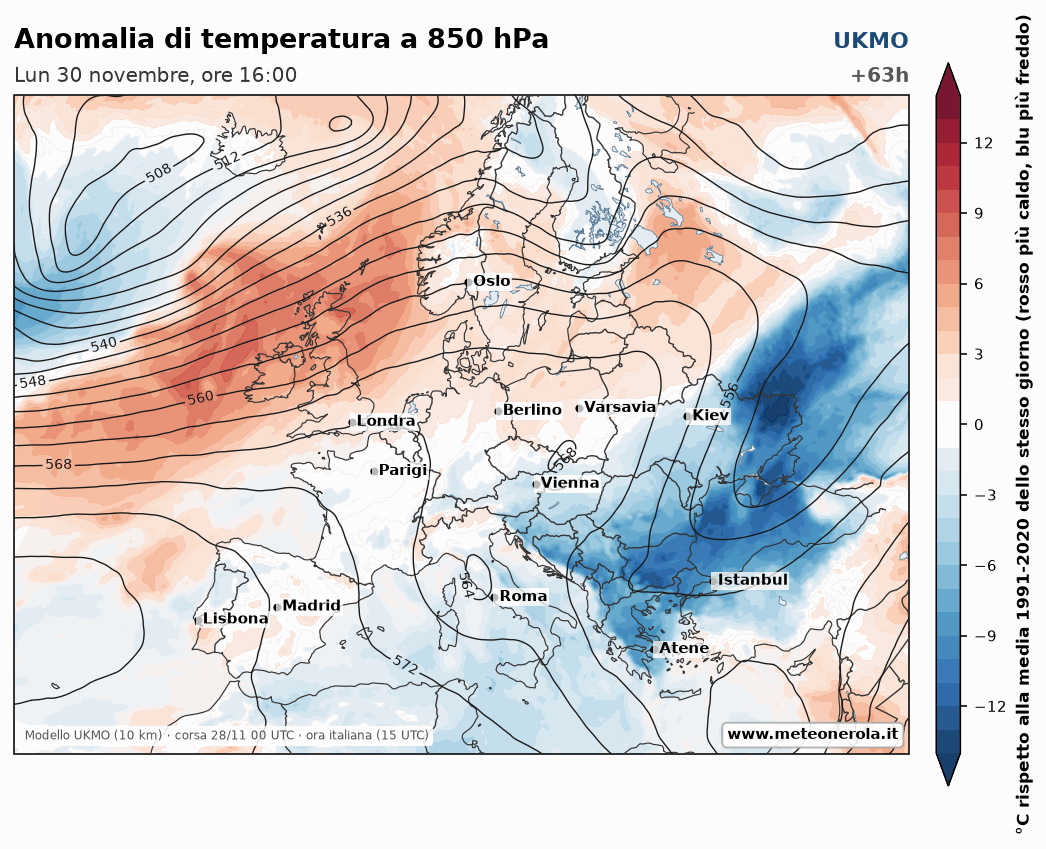 Anomalia di temperatura a 850 hPa
UKMO
Lun 30 novembre, ore 16:00
+63h
508
512
536
Oslo
540
548
560
556
Berlino
Varsavia
Kiev
Londra
568
Parigi
568
Vienna
Istanbul
564
Roma
Madrid
Lisbona
Atene
572
Modello UKMO (10 km) · corsa 28/11 00 UTC · ora italiana (15 UTC)
www.meteonerola.it
12
9
6
3
0
−3
−6
−9
−12
°C rispetto alla media 1991-2020 dello stesso giorno (rosso più caldo, blu più freddo)